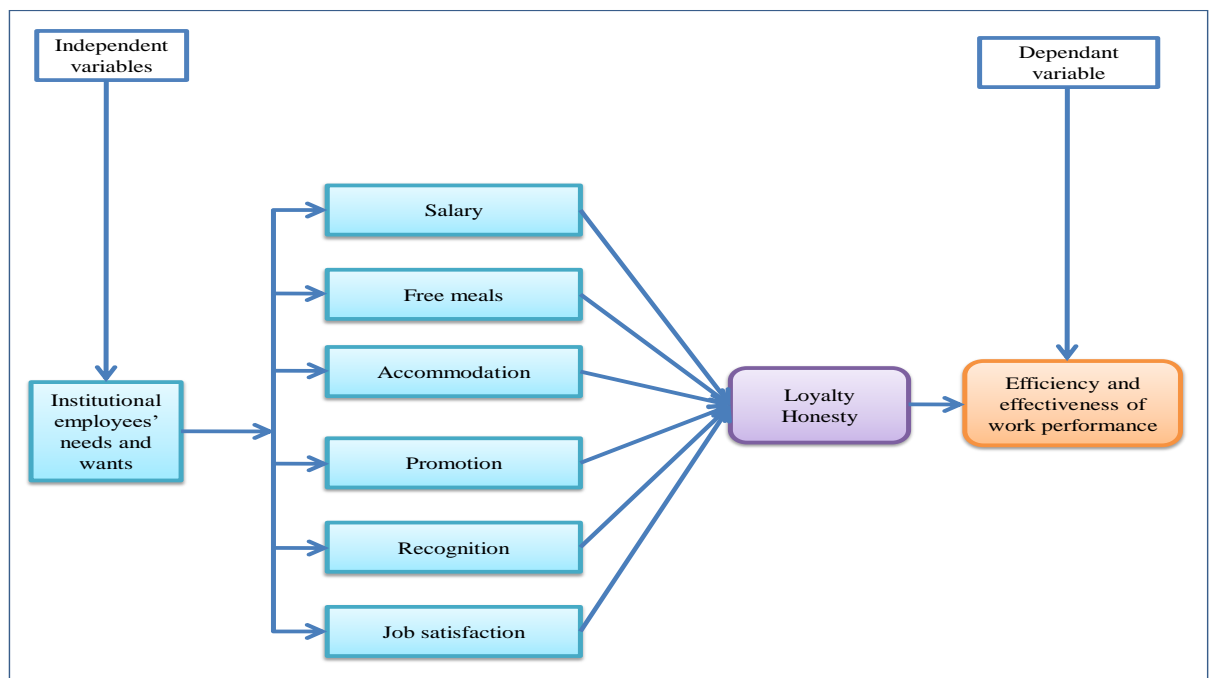 Independent
variables
Dependant
variable
Salary
Free meals
Accommodation
Institutional
employees’
needs and
wants
Promotion
Recognition
Job satisfaction
Loyalty
Honesty
Efficiency and
effectiveness of
work performance